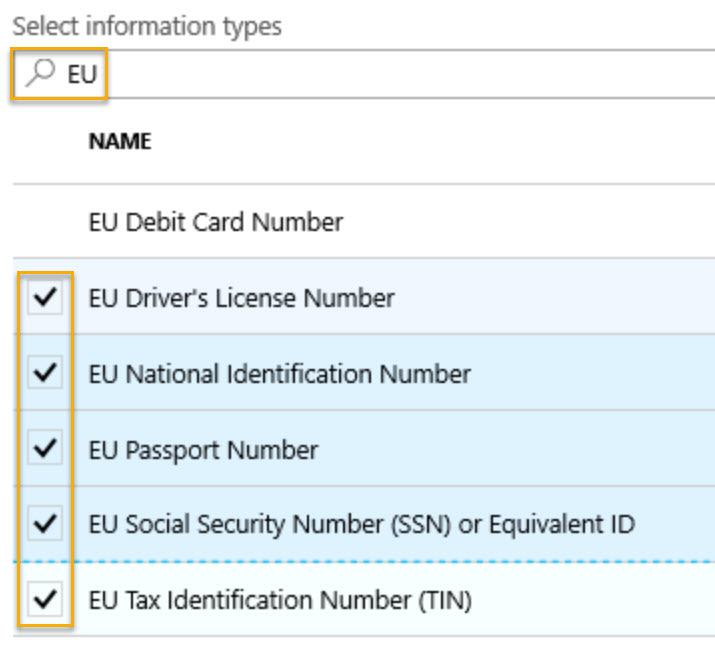 Select information types
EU
NAME
EU Debit Card Number
EU Driver's License Number
EU National Identification Number
EU Passport Number
EU Social Security Number (SSN) or Equivalent ID
EU Tax Identification Number (TIN)